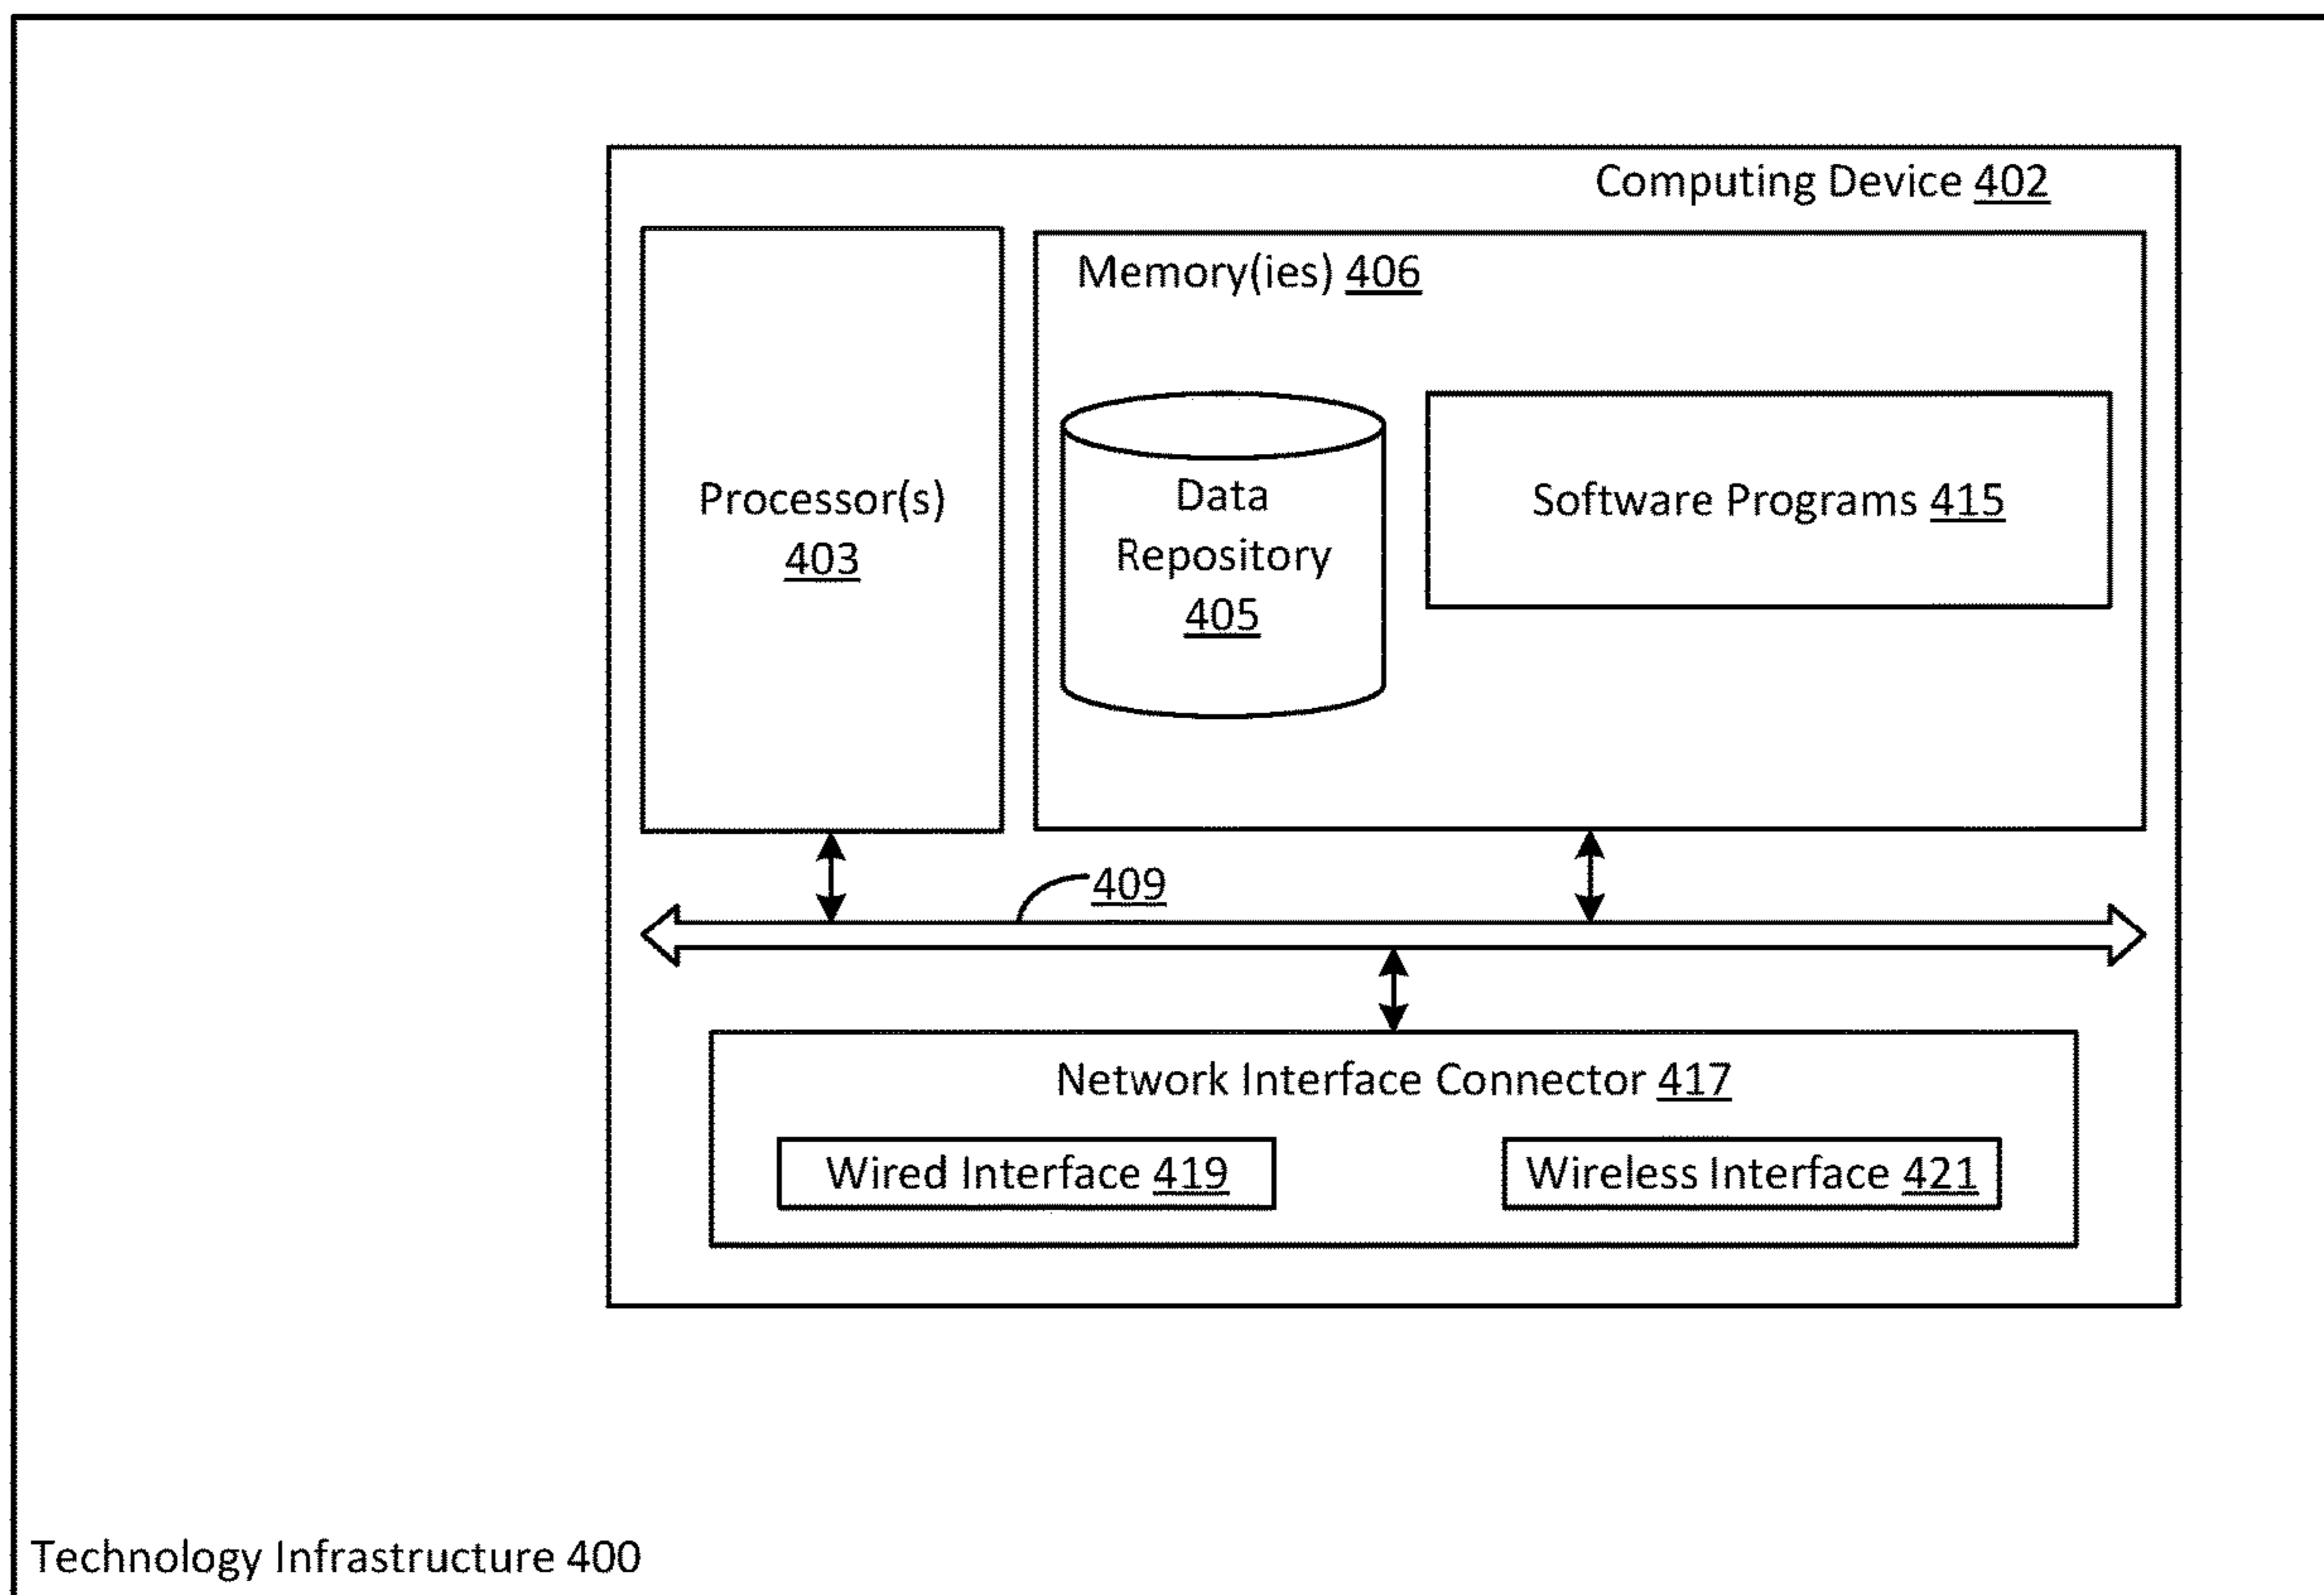 Computing Device 402
Memory(ies) 406
Processor(s)
403
Data
Repository
405
Software Programs 415
409
Network Interface Connector 417
Wired Interface 419
Wireless Interface 421
Technology Infrastructure 400